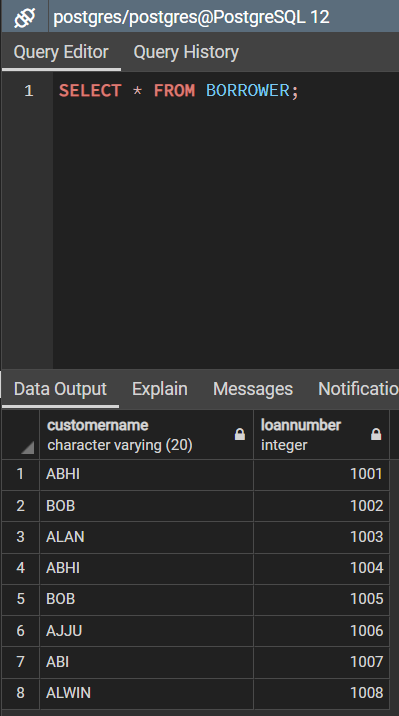 postgres/postgres@PostgreSQL 12
Query Editor Query History
1 SELECT * FROM BORROWER;
Data Output Explain Messages Notificatio
customername loannumber
character varying (20) integer
1 ABHI 1001
2 BOB 1002
3 ALAN 1003
4 ABHI 1004
5 BOB 1005
6 AJJU 1006
7 ABI 1007
8 ALWIN 1008